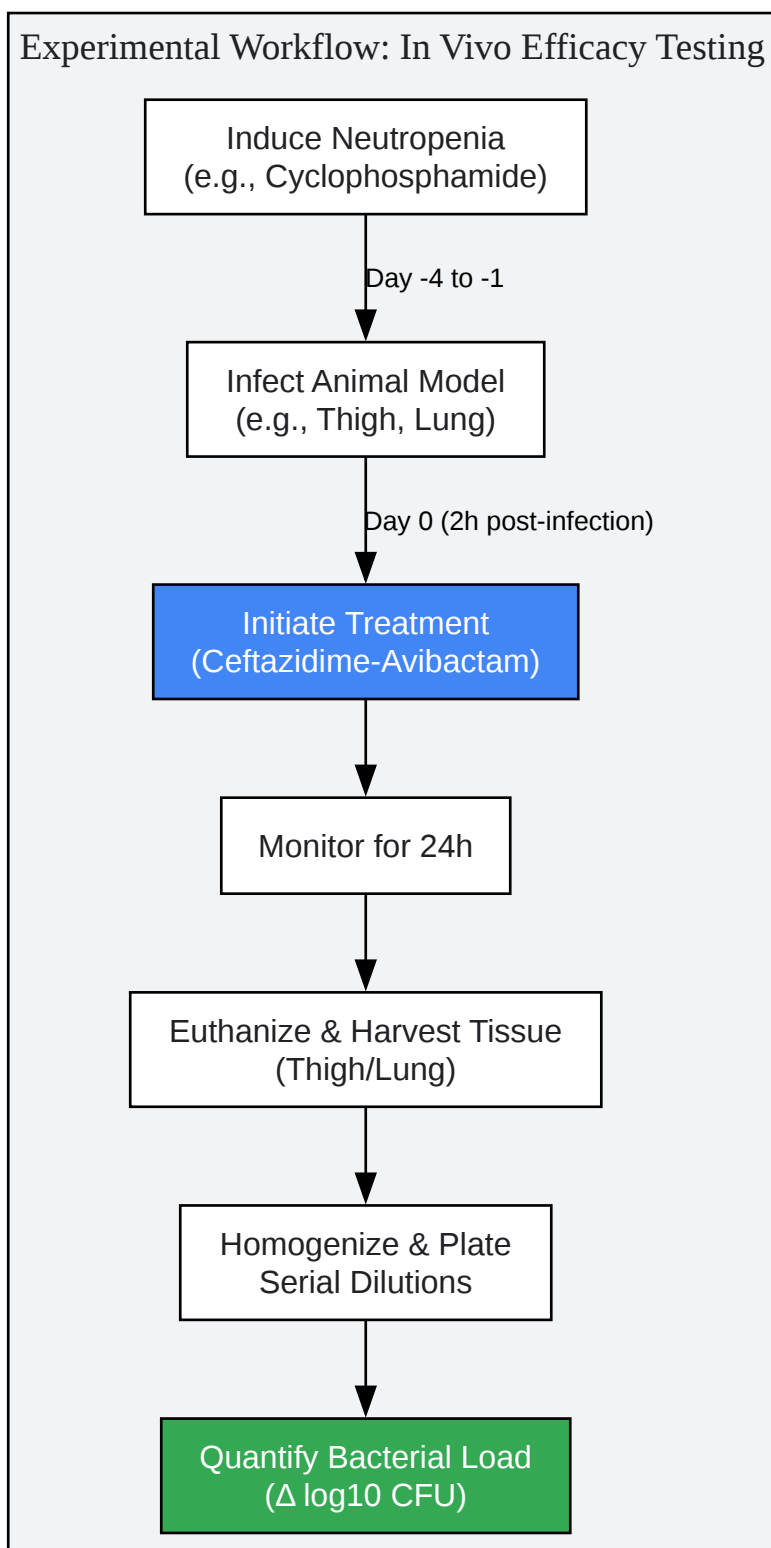 Experimental Workflow: In Vivo Efficacy Testing
Induce Neutropenia
(e.g., Cyclophosphamide)
Day -4 to -1
Infect Animal Model
(e.g., Thigh, Lung)
Day 0 (2h post-infection)
Initiate Treatment
(Ceftazidime-Avibactam)
Monitor for 24h
Euthanize & Harvest Tissue
(Thigh/Lung)
Homogenize & Plate
Serial Dilutions
Quantify Bacterial Load
(Δ log10 CFU)